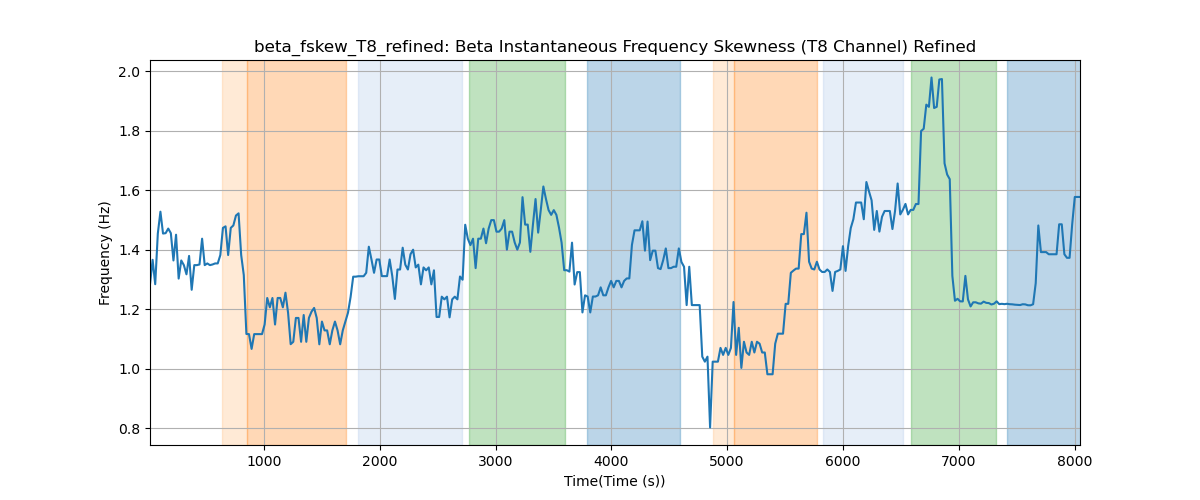 beta_fskew_T8_refined: Beta Instantaneous Frequency Skewness (T8 Channel) Refined
2.0
1.8
1.6
1.4
1.2
1.0
0.8
Frequency (Hz)
1000 2000 3000 4000 5000 6000 7000 8000
Time(Time (s))